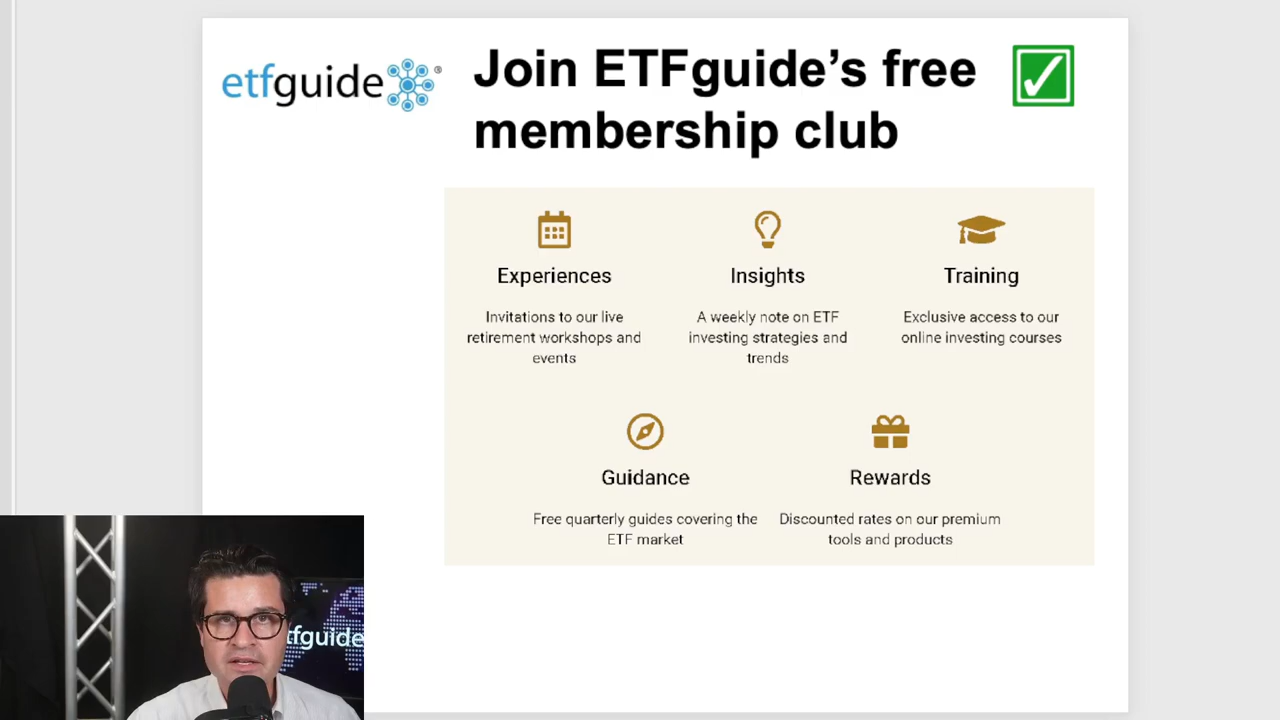 etfguide®
Join ETFguide’s free
membership club
Experiences
Invitations to our live
retirement workshops and
events
Insights
A weekly note on ETF
investing strategies and
trends
Training
Exclusive access to our
online investing courses
Guidance
Free quarterly guides covering the
ETF market
Rewards
Discounted rates on our premium
tools and products
tfguide